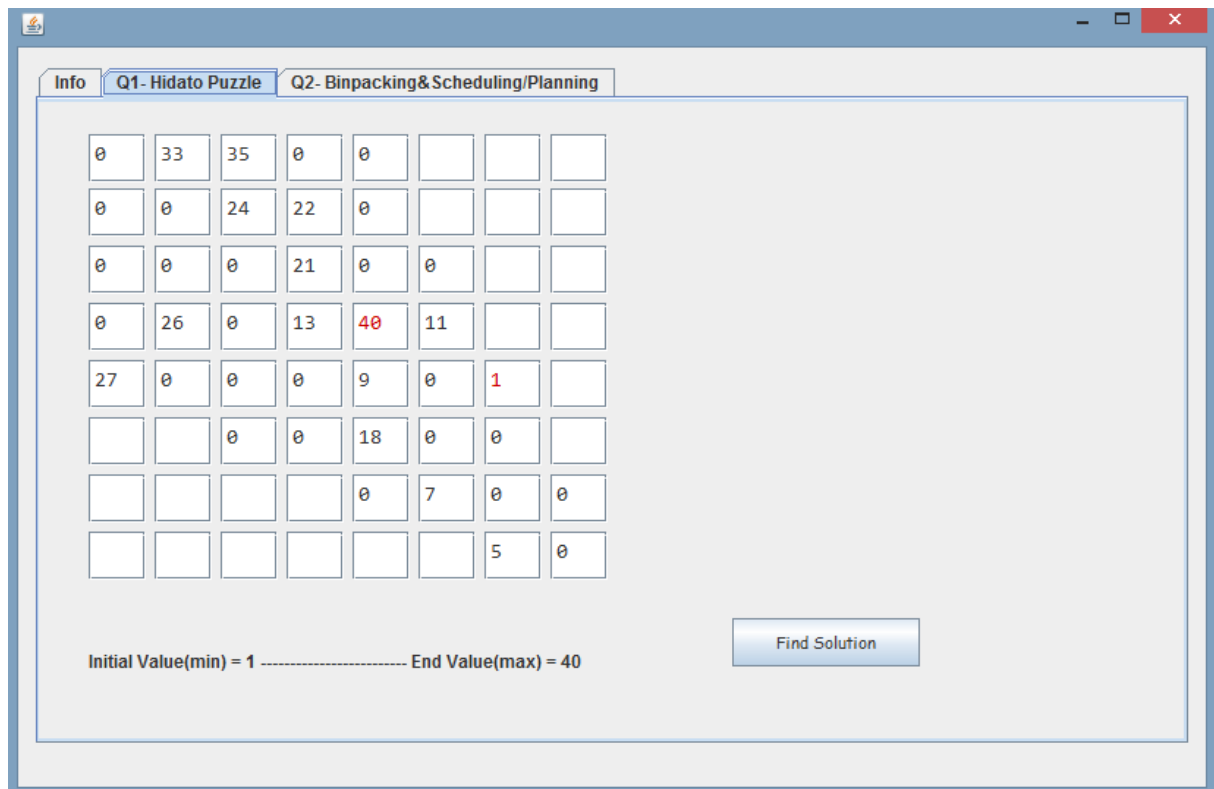 Info Q1- Hidato Puzzle Q2- Binpacking&Scheduling/Planning
0 33 35 0 0
0 0 24 22 0
0 0 0 21 0 0
0 26 0 13 40 11
27 0 0 0 9 0 1
0 0 18 0 0
0 7 0 0
5 0
Find Solution
Initial Value(min) = 1 ------------------------- End Value(max) = 40